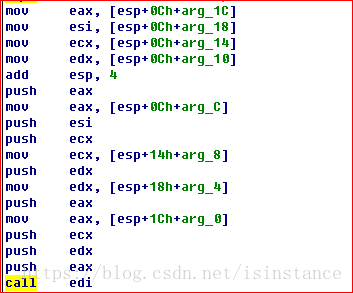 mov eax, [esp+0Ch+arg_1C]
mov esi, [esp+0Ch+arg_18]
mov ecx, [esp+0Ch+arg_14]
mov edx, [esp+0Ch+arg_10]
add esp, 4
push eax
mov eax, [esp+0Ch+arg_C]
push esi
push ecx
mov ecx, [esp+14h+arg_8]
push edx
mov edx, [esp+18h+arg_4]
push eax
mov eax, [esp+1Ch+arg_0]
push ecx
push edx
push eax
https://blog.csdn.net/isinstance
call edi